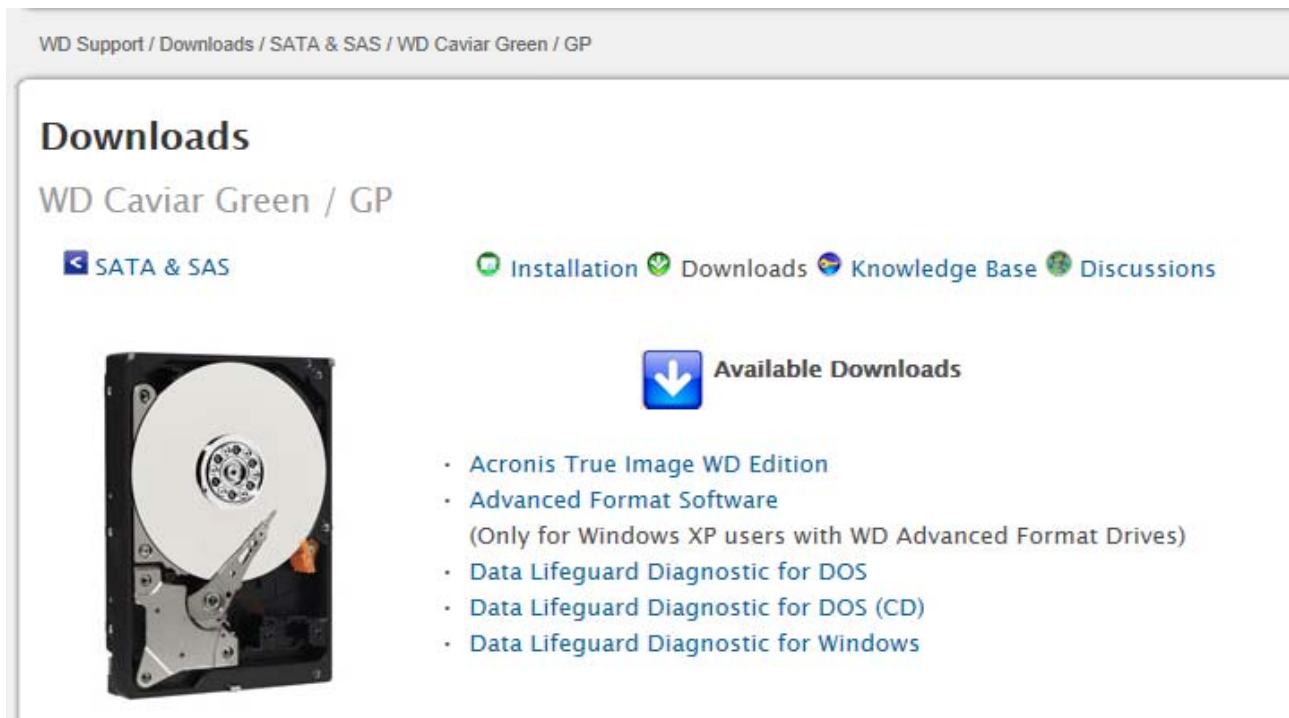 WD Support / Downloads / SATA & SAS / WD Caviar Green / GP
Downloads
WD Caviar Green / GP
SATA & SAS
Installation Downloads Knowledge Base Discussions
Available Downloads
· Acronis True Image WD Edition
· Advanced Format Software
(Only for Windows XP users with WD Advanced Format Drives)
· Data Lifeguard Diagnostic for DOS
· Data Lifeguard Diagnostic for DOS (CD)
· Data Lifeguard Diagnostic for Windows